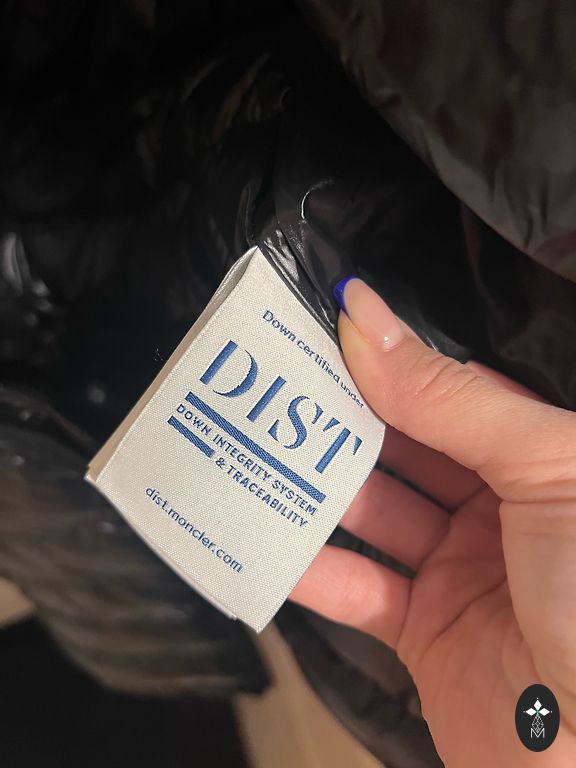 Down certified under
DIST
DOWN INTEGRITY SYSTEM
& TRACEABILITY
dist.moncler.com
M